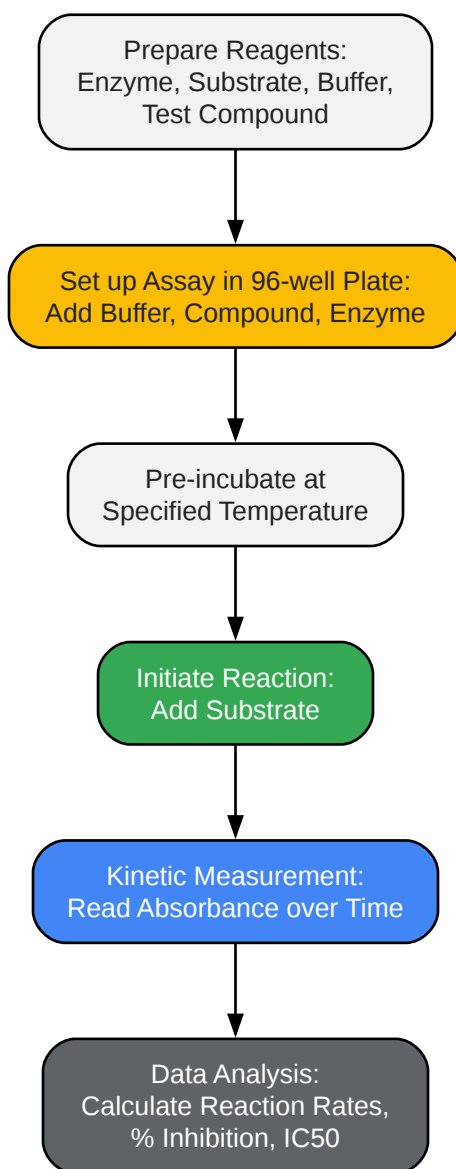 Prepare Reagents:
Enzyme, Substrate, Buffer,
Test Compound
Set up Assay in 96-well Plate:
Add Buffer, Compound, Enzyme
Pre-incubate at
Specified Temperature
Initiate Reaction:
Add Substrate
Kinetic Measurement:
Read Absorbance over Time
Data Analysis:
Calculate Reaction Rates,
% Inhibition, IC50